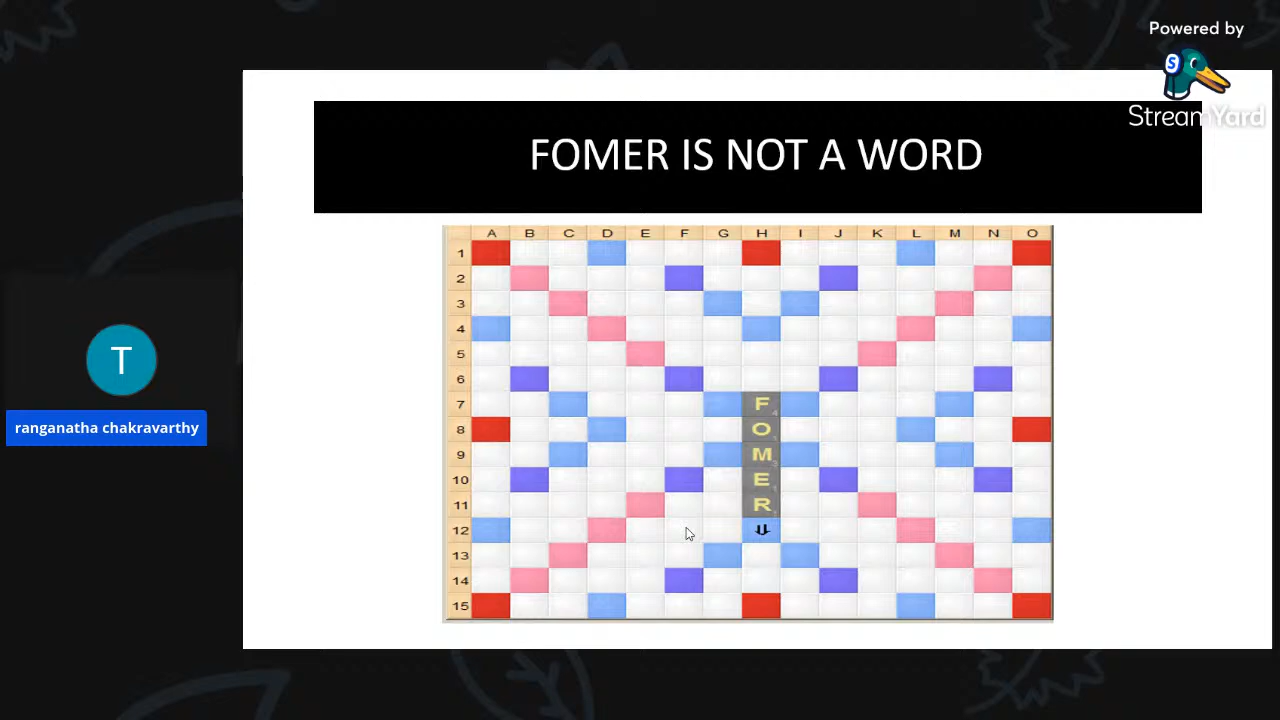 Powered by
StreamYard
FOMER IS NOT A WORD
A B C D E F G H I J K L M N O
1
2
3
4
5
6
7 F
8 O
9 M
10 E
11 R
12
13
14
15
T
ranganatha chakravarthy